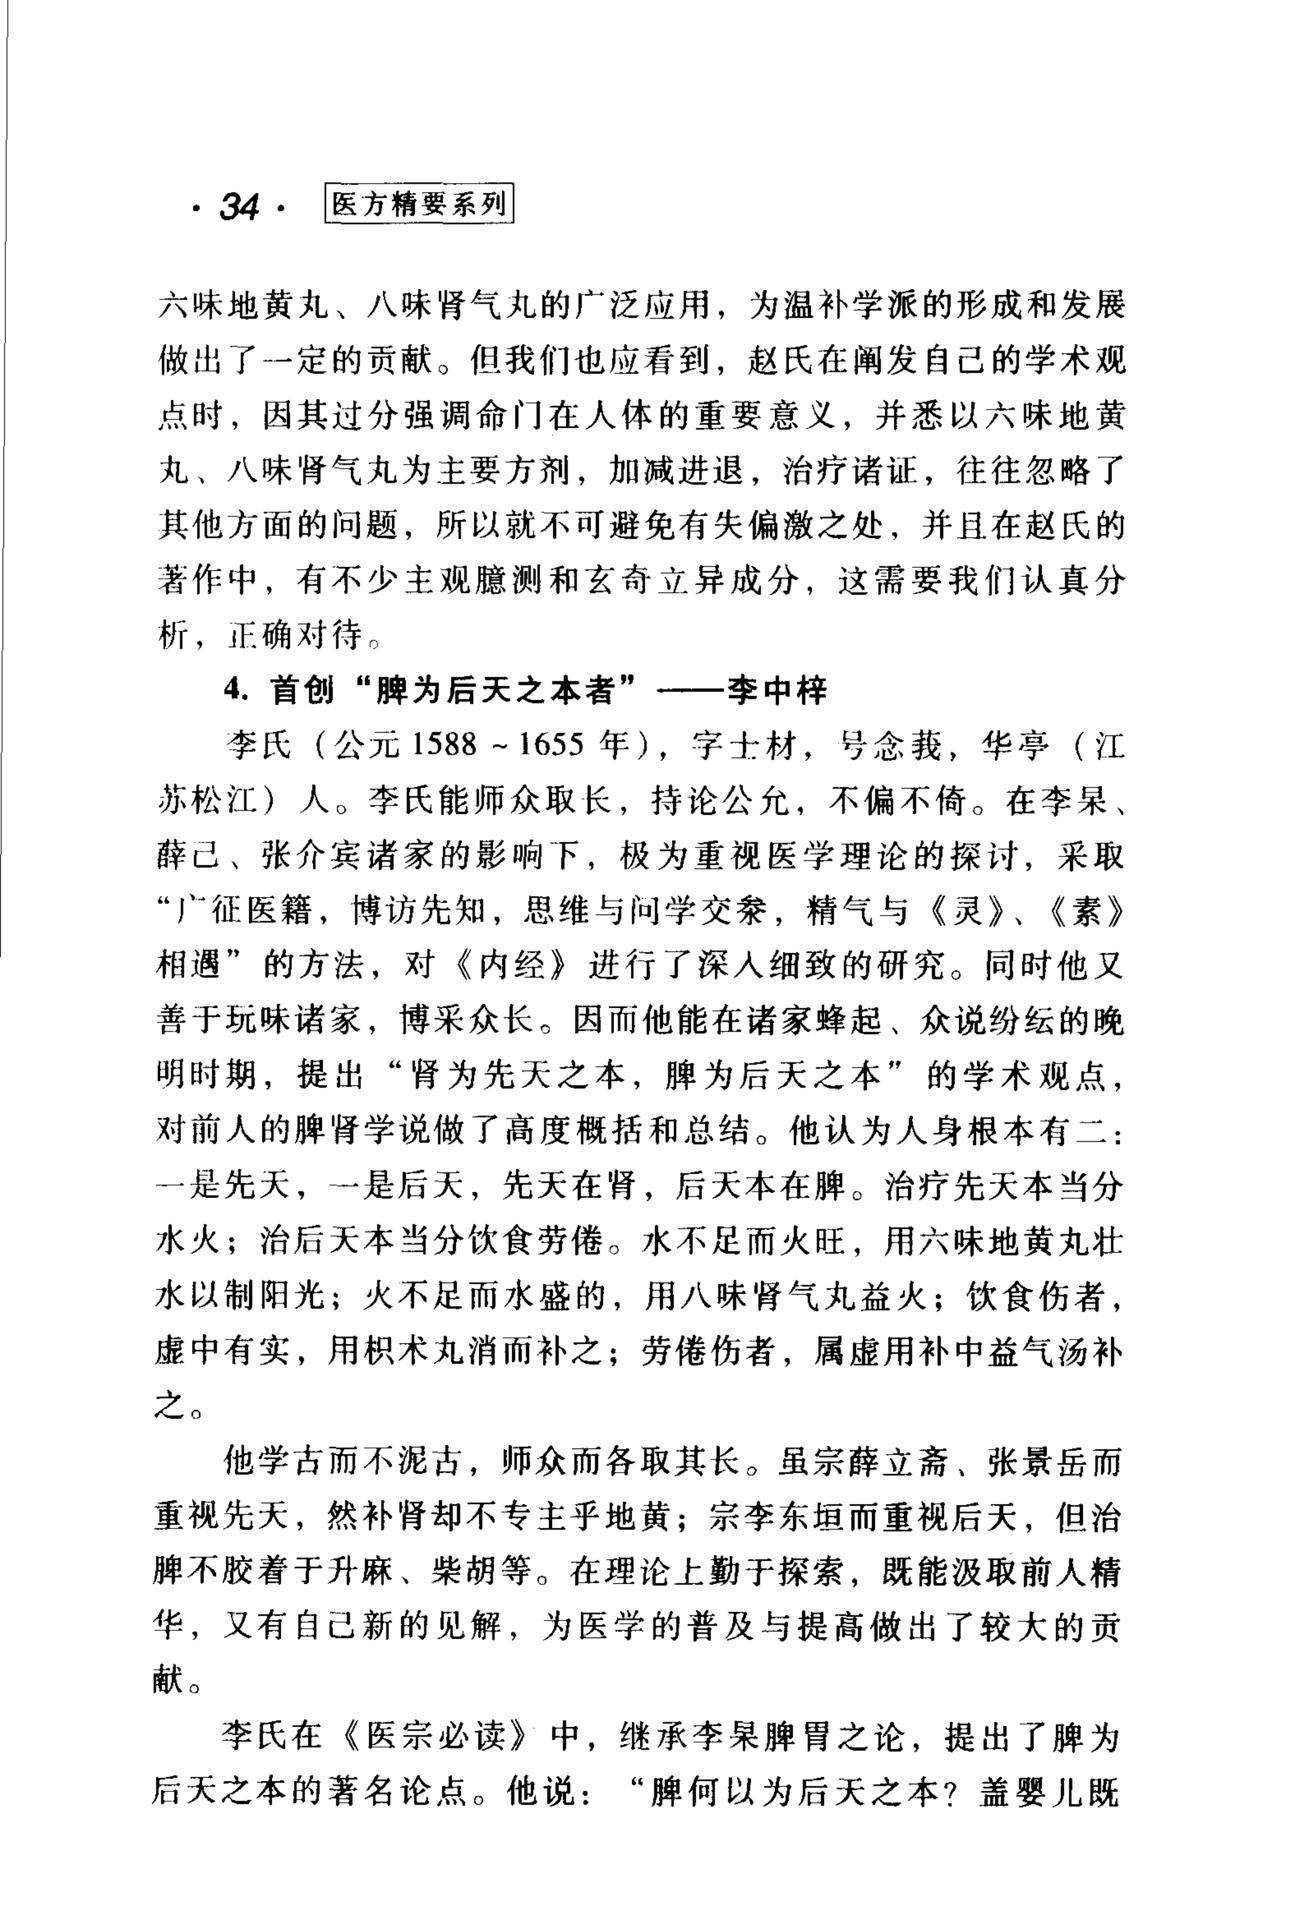 · 34 · 医方精要系列
六味地黄丸、八味肾气丸的广泛应用，为温补学派的形成和发展
做出了一定的贡献。但我们也应看到，赵氏在阐发自己的学术观
点时，因其过分强调命门在人体的重要意义，并悉以六味地黄
丸、八味肾气丸为主要方剂，加减进退，治疗诸证，往往忽略了
其他方面的问题，所以就不可避免有失偏激之处，并且在赵氏的
著作中，有不少主观臆测和玄奇立异成分，这需要我们认真分
析，正确对待。
4. 首创“脾为后天之本者”——李中梓
李氏（公元 1588 ~ 1655 年），字士材，号念莪，华亭（江
苏松江）人。李氏能师众取长，持论公允，不偏不倚。在李杲、
薛己、张介宾诸家的影响下，极为重视医学理论的探讨，采取
“广征医籍，博访先知，思维与问学交参，精气与《灵》、《素》
相遇”的方法，对《内经》进行了深入细致的研究。同时他又
善于玩味诸家，博采众长。因而他能在诸家蜂起、众说纷纭的晚
明时期，提出“肾为先天之本，脾为后天之本”的学术观点，
对前人的脾肾学说做了高度概括和总结。他认为人身根本有二：
一是先天，一是后天，先天在肾，后天本在脾。治疗先天本当分
水火；治后天本当分饮食劳倦。水不足而火旺，用六味地黄丸壮
水以制阳光；火不足而水盛的，用八味肾气丸益火；饮食伤者，
虚中有实，用枳术丸消而补之；劳倦伤者，属虚用补中益气汤补
之。
他学古而不泥古，师众而各取其长。虽宗薛立斋、张景岳而
重视先天，然补肾却不专主乎地黄；宗李东垣而重视后天，但治
脾不胶着于升麻、柴胡等。在理论上勤于探索，既能汲取前人精
华，又有自己新的见解，为医学的普及与提高做出了较大的贡
献。
李氏在《医宗必读》中，继承李杲脾胃之论，提出了脾为
后天之本的著名论点。他说：“脾何以为后天之本？盖婴儿既